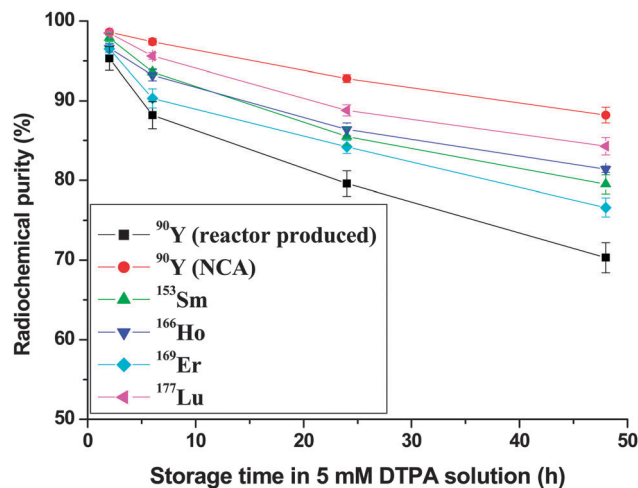 100
90
80
70
60
50
Radiochemical purity (%)
⁹⁰Y (reactor produced)
⁹⁰Y (NCA)
¹⁵³Sm
¹⁶⁶Ho
¹⁶⁹Er
¹⁷⁷Lu
0 10 20 30 40 50
Storage time in 5 mM DTPA solution (h)